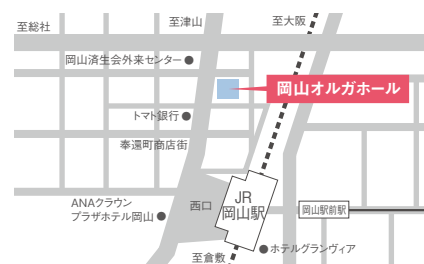 至総社
至津山
至大阪
岡山済生会外来センター
岡山オルガホール
トマト銀行
奉還町商店街
ANAクラウン
プラザホテル岡山
西口
JR
岡山駅
岡山駅前駅
ホテルグランヴィア
至倉敷